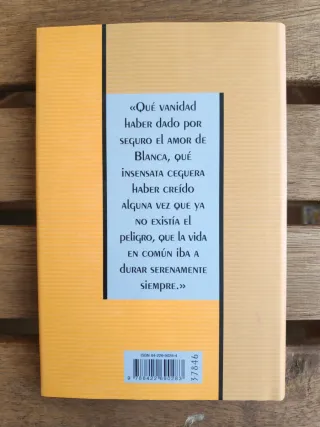 «Qué vanidad
haber dado por
seguro el amor de
Blanca, qué
insensata ceguera
haber creído
alguna vez que ya
no existía el
peligro, que la vida
en común iba a
durar serenamente
siempre.»
37846